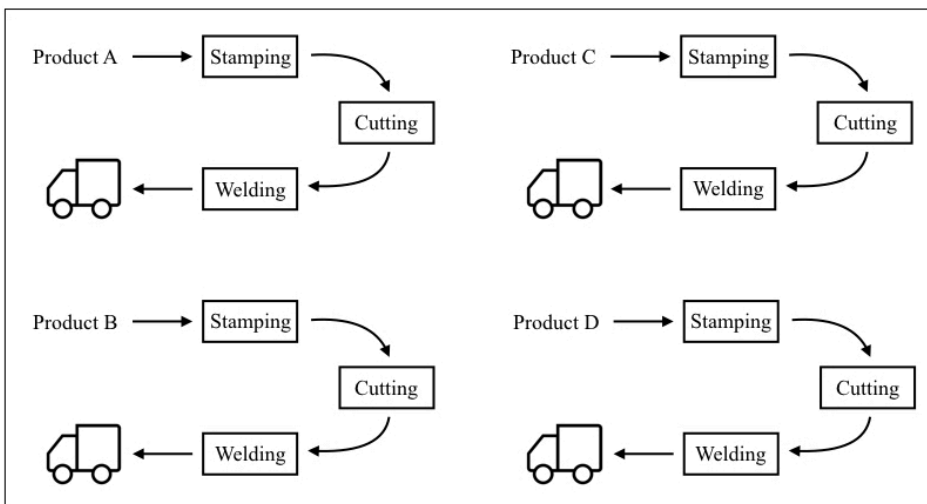 Product A
Stamping
Cutting
Welding
Product C
Stamping
Cutting
Welding
Product B
Stamping
Cutting
Welding
Product D
Stamping
Cutting
Welding